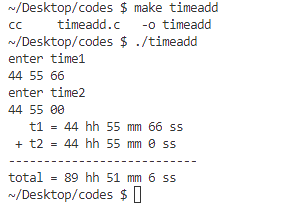 ~/Desktop/codes $ make timeadd
cc     timeadd.c   -o timeadd
~/Desktop/codes $ ./timeadd
enter time1
44 55 66
enter time2
44 55 00
   t1 = 44 hh 55 mm 66 ss
 + t2 = 44 hh 55 mm 0 ss
--------------------------
total = 89 hh 51 mm 6 ss
~/Desktop/codes $